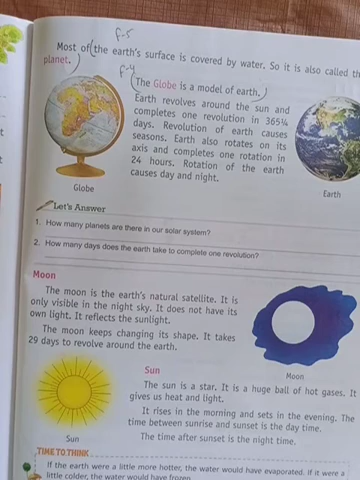 F-5
Most of the earth's surface is covered by water. So it is also called th
planet.
F-4
The Globe is a model of earth.
Earth revolves around the sun and
completes one revolution in 365¼
days. Revolution of earth causes
seasons. Earth also rotates on its
axis and completes one rotation in
24 hours. Rotation of the earth
causes day and night.
Globe
Earth
Let's Answer
1. How many planets are there in our solar system?
2. How many days does the earth take to complete one revolution?
Moon
The moon is the earth's natural satellite. It is
only visible in the night sky. It does not have its
own light. It reflects the sunlight.
The moon keeps changing its shape. It takes
29 days to revolve around the earth.
Moon
Sun
The sun is a star. It is a huge ball of hot gases. It
gives us heat and light.
It rises in the morning and sets in the evening. The
time between sunrise and sunset is the day time.
The time after sunset is the night time.
Sun
TIME TO THINK
If the earth were a little more hotter, the water would have evaporated. If it were a
little colder, the water would have frozen.